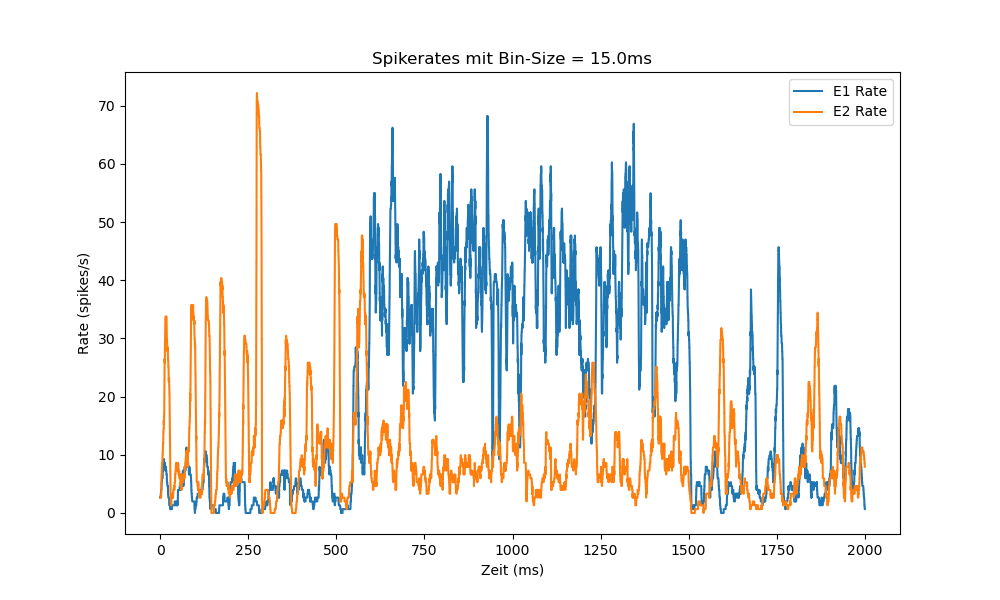 Spikerates mit Bin-Size = 15.0ms
E1 Rate
E2 Rate
Rate (spikes/s)
70
60
50
40
30
20
10
0
0 250 500 750 1000 1250 1500 1750 2000
Zeit (ms)